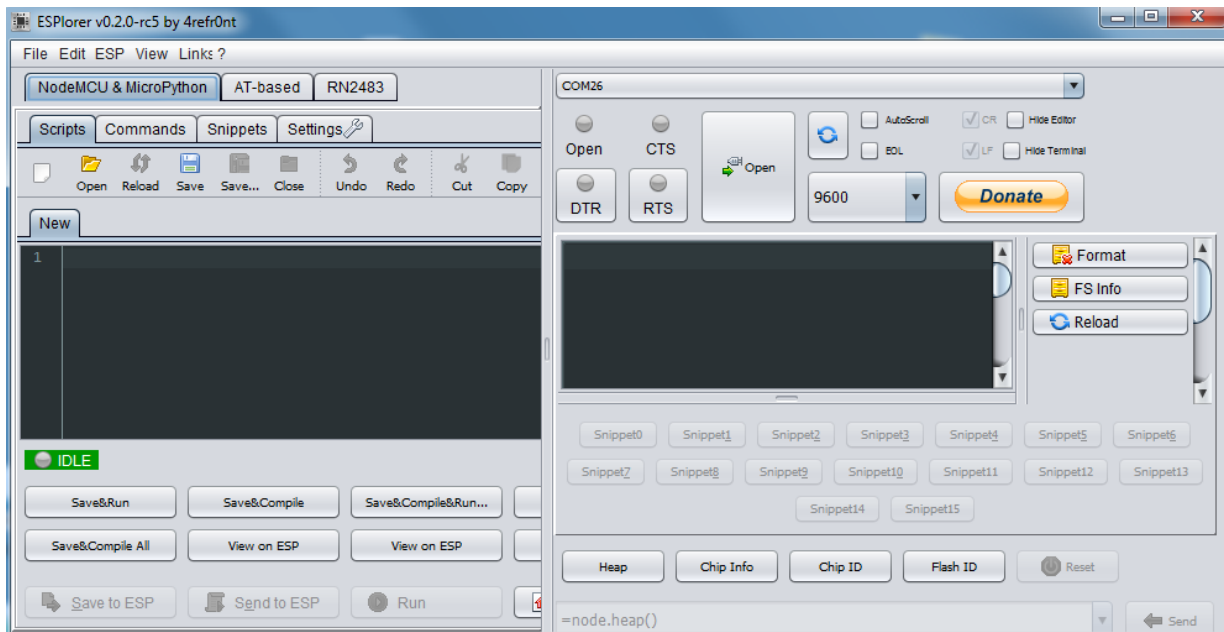 ESPlorer v0.2.0-rc5 by 4refr0nt
File Edit ESP View Links ?
NodeMCU & MicroPython AT-based RN2483
Scripts Commands Snippets Settings
Open Reload Save Save... Close Undo Redo Cut Copy
New
1
IDLE
Save&Run Save&Compile Save&Compile&Run...
Save&Compile All View on ESP View on ESP
Save to ESP Send to ESP Run
COM26
Open CTS Open AutoScroll CR Hide Editor
EOL LF Hide Terminal
DTR RTS 9600 Donate
Format
FS Info
Reload
Snippet0 Snippet1 Snippet2 Snippet3 Snippet4 Snippet5 Snippet6
Snippet7 Snippet8 Snippet9 Snippet10 Snippet11 Snippet12 Snippet13
Snippet14 Snippet15
Heap Chip Info Chip ID Flash ID Reset
=node.heap() Send